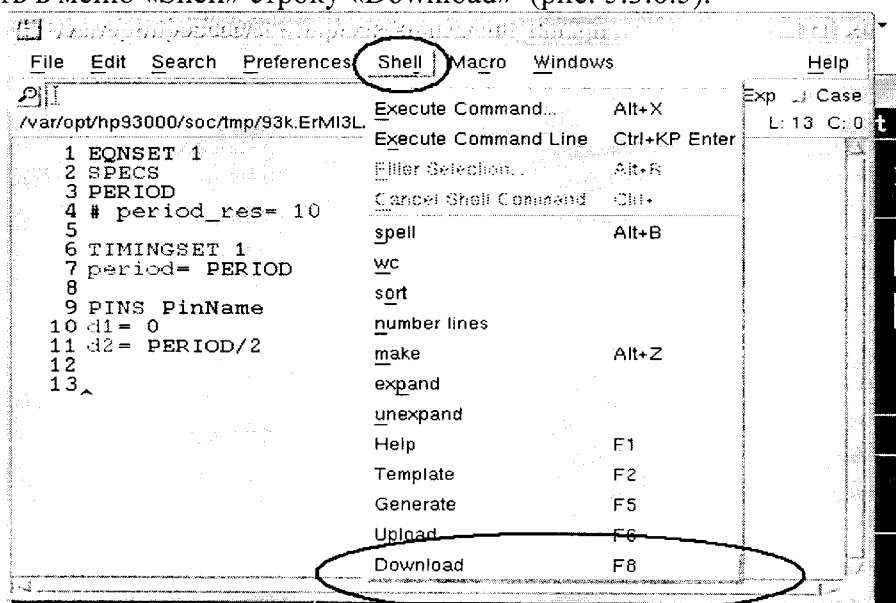 в меню «Shell» строку «Download» (рис. 3.3.6.3).
File Edit Search Preferences Shell Macro Windows Help
Exp Case
/var/opt/hp93000/soc/tmp/93k.ErMI3L. L: 13 C: 0
1 EQNSET 1
2 SPECS
3 PERIOD
4 # period_res= 10
5
6 TIMINGSET 1
7 period= PERIOD
8
9 PINS PinName
10 d1= 0
11 d2= PERIOD/2
12
13
Execute Command... Alt+X
Execute Command Line Ctrl+KP Enter
Filter Selection... Alt+R
Cancel Shell Command Ctrl+
spell Alt+B
wc
sort
number lines
make Alt+Z
expand
unexpand
Help F1
Template F2
Generate F5
Upload F6
Download F8
t